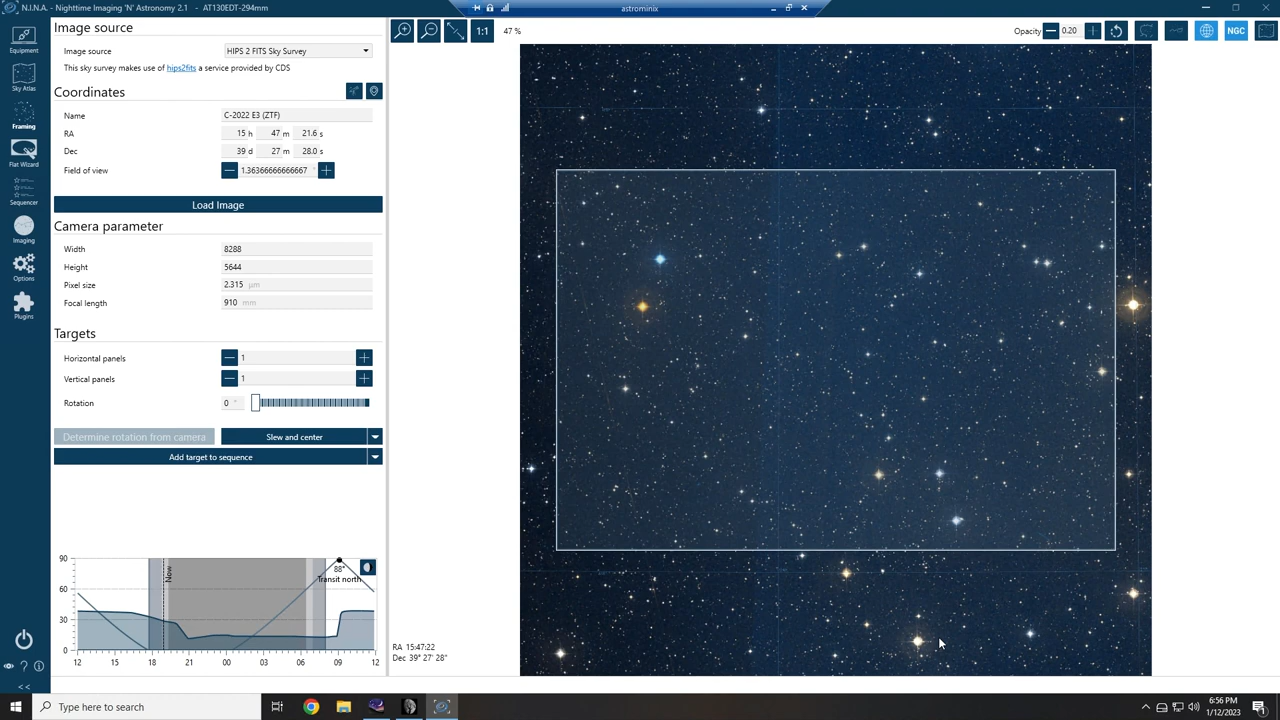 N.I.N.A. - Nighttime Imaging 'N' Astronomy 2.1 - AT130EDT-294mm
astrominix
Equipment
Sky Atlas
Framing
Flat Wizard
Sequencer
Imaging
Options
Plugins
<<
Image source
Image source
HIPS 2 FITS Sky Survey
This sky survey makes use of hips2fits a service provided by CDS
Coordinates
Name
C-2022 E3 (ZTF)
RA
15 h 47 m 21.6 s
Dec
39 d 27 m 28.0 s
Field of view
1.36366666666667 °
Load Image
Camera parameter
Width
8288
Height
5644
Pixel size
2.315 µm
Focal length
910 mm
Targets
Horizontal panels
1
Vertical panels
1
Rotation
0 °
Determine rotation from camera
Slew and center
Add target to sequence
90
60
30
0
Now
88°
Transit north
12 15 18 21 00 03 06 09 12
1:1
47 %
Opacity
0.20
NGC
RA 15:47:22
Dec 39° 27' 28"
Type here to search
6:56 PM
1/12/2023
1